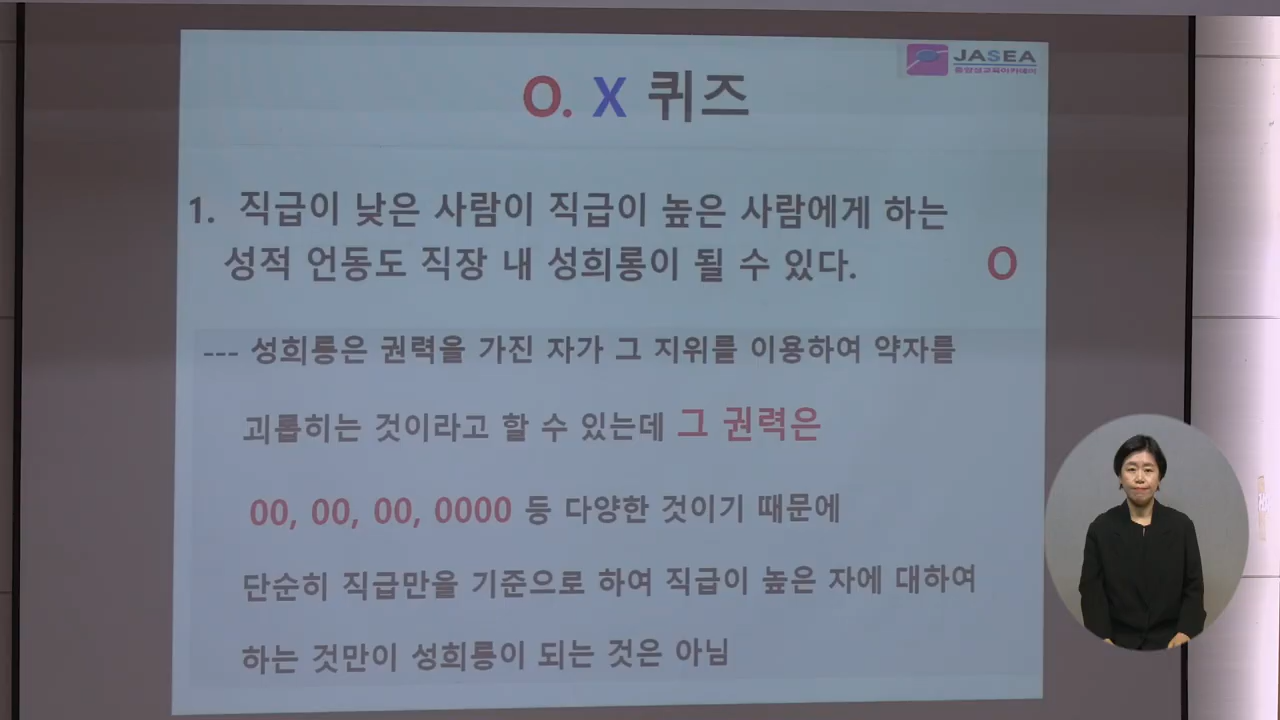 JASEA
중앙성교육아카데미
O. X 퀴즈
1. 직급이 낮은 사람이 직급이 높은 사람에게 하는
성적 언동도 직장 내 성희롱이 될 수 있다. O
--- 성희롱은 권력을 가진 자가 그 지위를 이용하여 약자를
괴롭히는 것이라고 할 수 있는데 그 권력은
00, 00, 00, 0000 등 다양한 것이기 때문에
단순히 직급만을 기준으로 하여 직급이 높은 자에 대하여
하는 것만이 성희롱이 되는 것은 아님